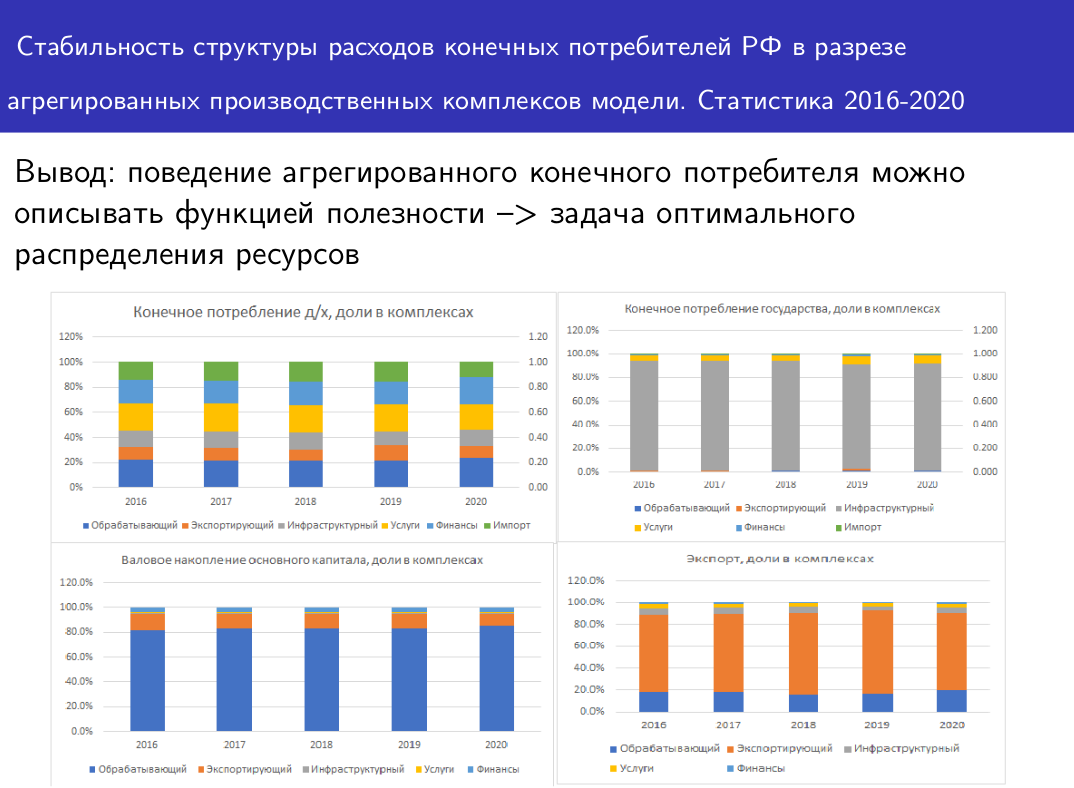 Стабильность структуры расходов конечных потребителей РФ в разрезе
агрегированных производственных комплексов модели. Статистика 2016-2020
Вывод: поведение агрегированного конечного потребителя можно
описывать функцией полезности −> задача оптимального
распределения ресурсов
Конечное потребление д/х, доли в комплексах
120% 1.20
100% 1.00
80% 0.80
60% 0.60
40% 0.40
20% 0.20
0% 0.00
2016 2017 2018 2019 2020
Обрабатывающий Экспортирующий Инфраструктурный Услуги Финансы Импорт
Конечное потребление государства, доли в комплексах
120.0% 1.200
100.0% 1.000
80.0% 0.800
60.0% 0.600
40.0% 0.400
20.0% 0.200
0.0% 0.000
2016 2017 2018 2019 2020
Обрабатывающий Экспортирующий Инфраструктурный
Услуги Финансы Импорт
Валовое накопление основного капитала, доли в комплексах
120.0%
100.0%
80.0%
60.0%
40.0%
20.0%
0.0%
2016 2017 2018 2019 2020
Обрабатывающий Экспортирующий Инфраструктурный Услуги Финансы
Экспорт, доли в комплексах
120.0%
100.0%
80.0%
60.0%
40.0%
20.0%
0.0%
2016 2017 2018 2019 2020
Обрабатывающий Экспортирующий Инфраструктурный
Услуги Финансы